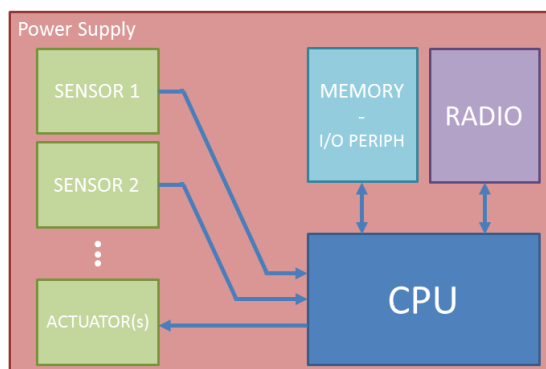 Power Supply
SENSOR 1
SENSOR 2
ACTUATOR(s)
MEMORY
-
I/O PERIPH
RADIO
CPU